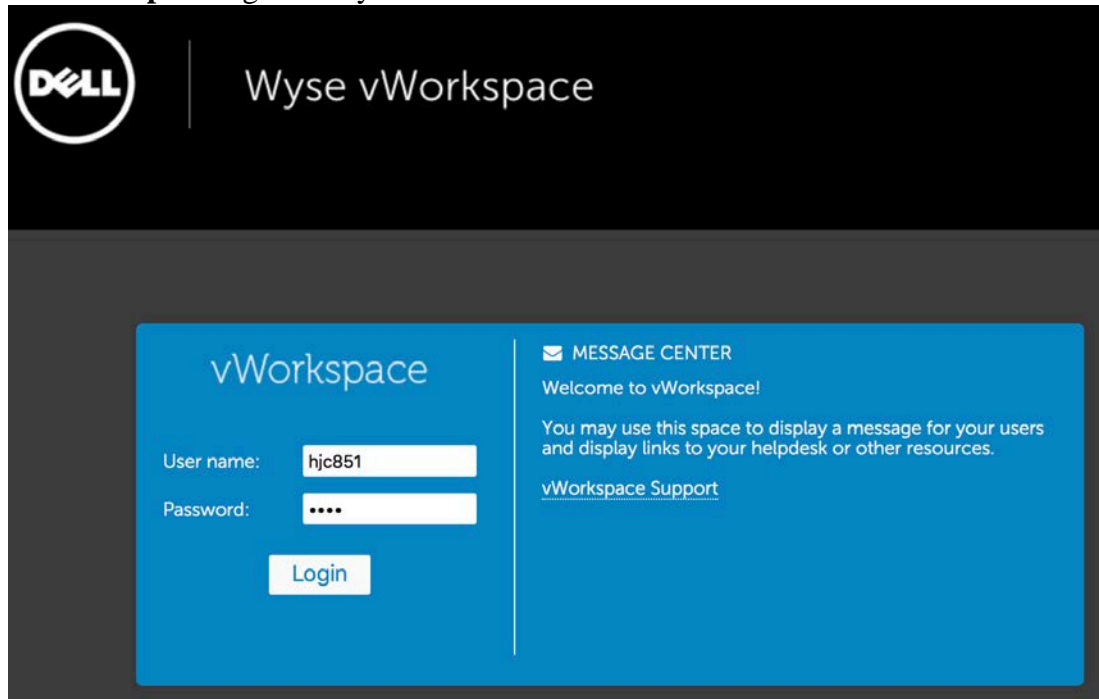 DELL
Wyse vWorkspace
vWorkspace
User name:
hjc851
Password:
••••
Login
MESSAGE CENTER
Welcome to vWorkspace!
You may use this space to display a message for your users
and display links to your helpdesk or other resources.
vWorkspace Support